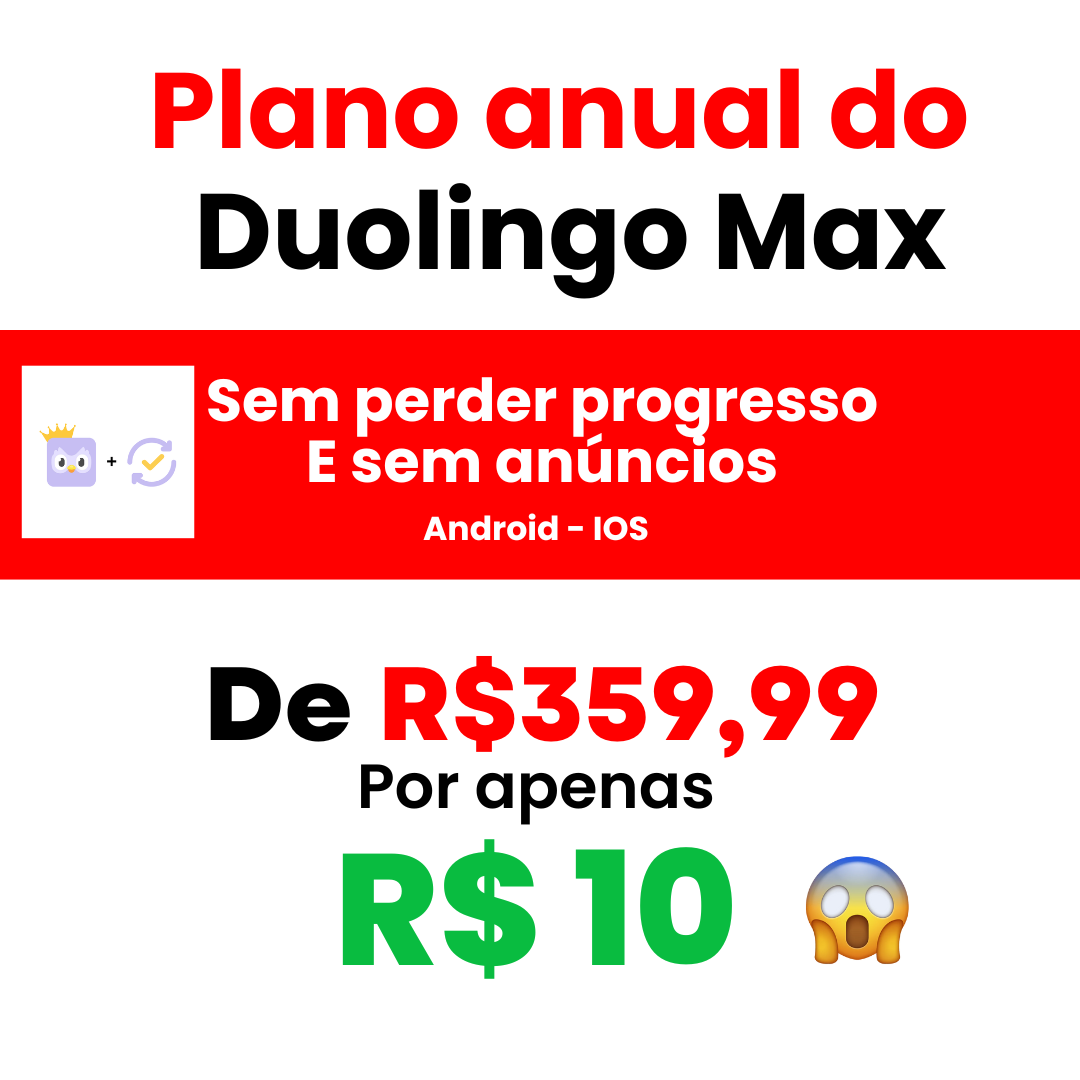 Plano anual do
Duolingo Max
Sem perder progresso
E sem anúncios
Android - IOS
+
De R$359,99
Por apenas
R$ 10